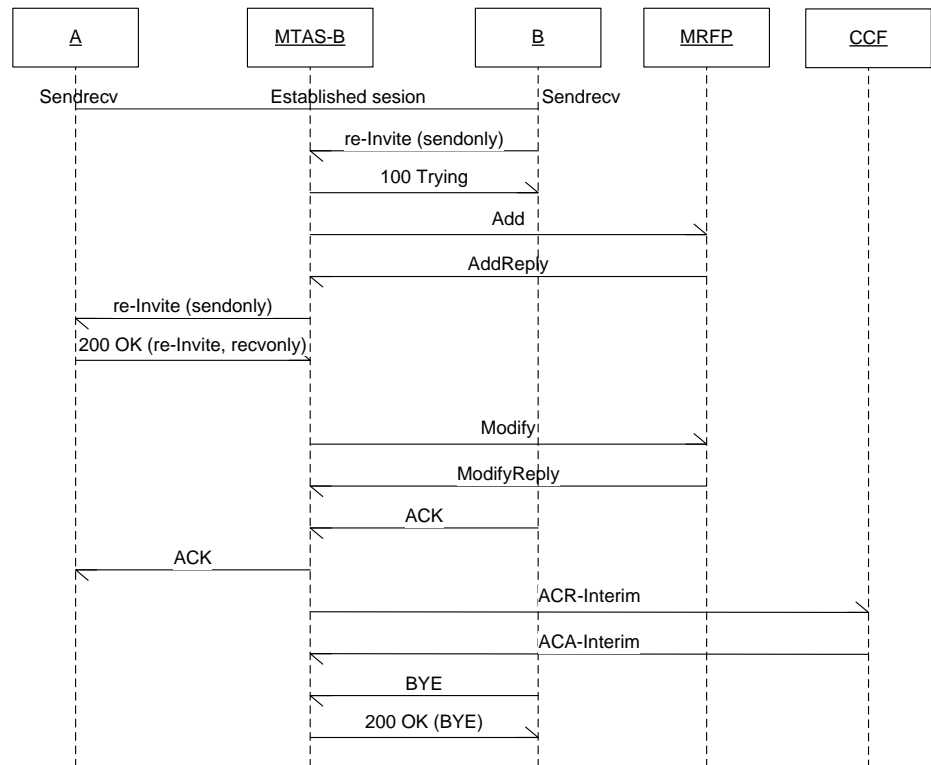 A
MTAS-B
B
MRFP
CCF
Sendrecv
Established sesion
Sendrecv
re-Invite (sendonly)
100 Trying
Add
AddReply
re-Invite (sendonly)
200 OK (re-Invite, recvonly)
Modify
ModifyReply
ACK
ACK
ACR-Interim
ACA-Interim
BYE
200 OK (BYE)